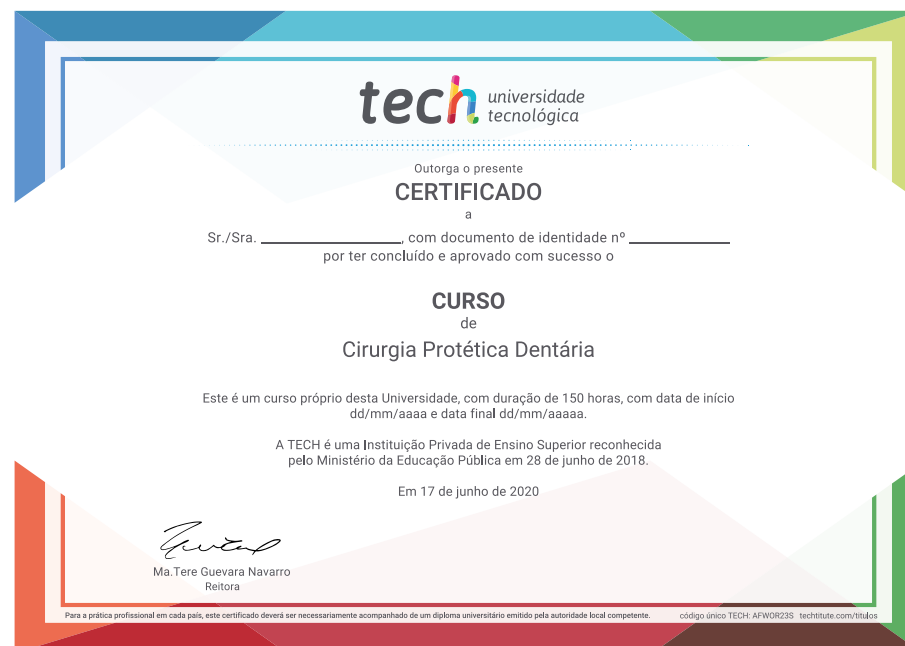 tech universidade
tecnológica
Outorga o presente
CERTIFICADO
a
Sr./Sra. ____________, com documento de identidade nº ____________
por ter concluído e aprovado com sucesso o
CURSO
de
Cirurgia Protética Dentária
Este é um curso próprio desta Universidade, com duração de 150 horas, com data de início
dd/mm/aaaa e data final dd/mm/aaaaa.
A TECH é uma Instituição Privada de Ensino Superior reconhecida
pelo Ministério da Educação Pública em 28 de junho de 2018.
Em 17 de junho de 2020
Ma.Tere Guevara Navarro
Reitora
Para a prática profissional em cada país, este certificado deverá ser necessariamente acompanhado de um diploma universitário emitido pela autoridade local competente. código único TECH: AFWOR23S techtitute.com/titulos